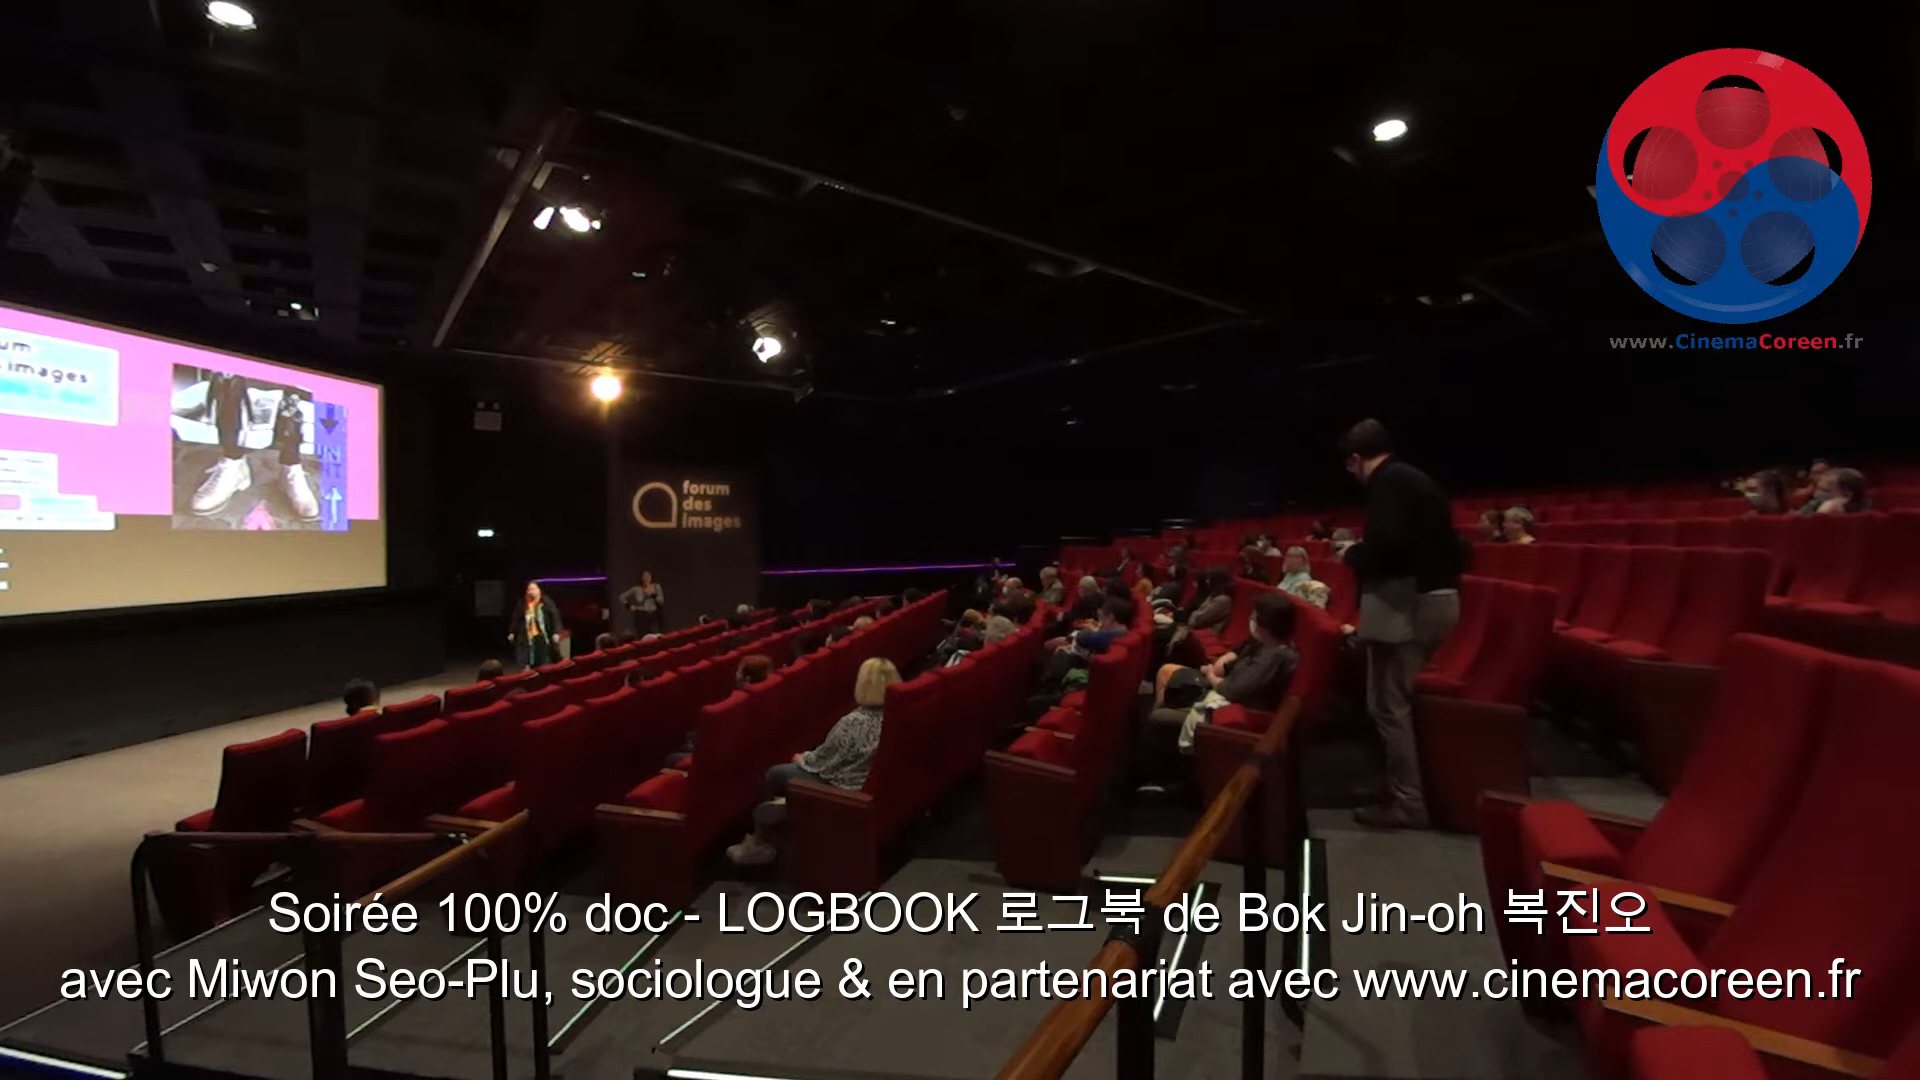 www.CinemaCoreen.fr
images
forum
des
images
Soirée 100% doc - LOGBOOK 로그북 de Bok Jin-oh 복진오
avec Miwon Seo-Plu, sociologue & en partenariat avec www.cinemacoreen.fr